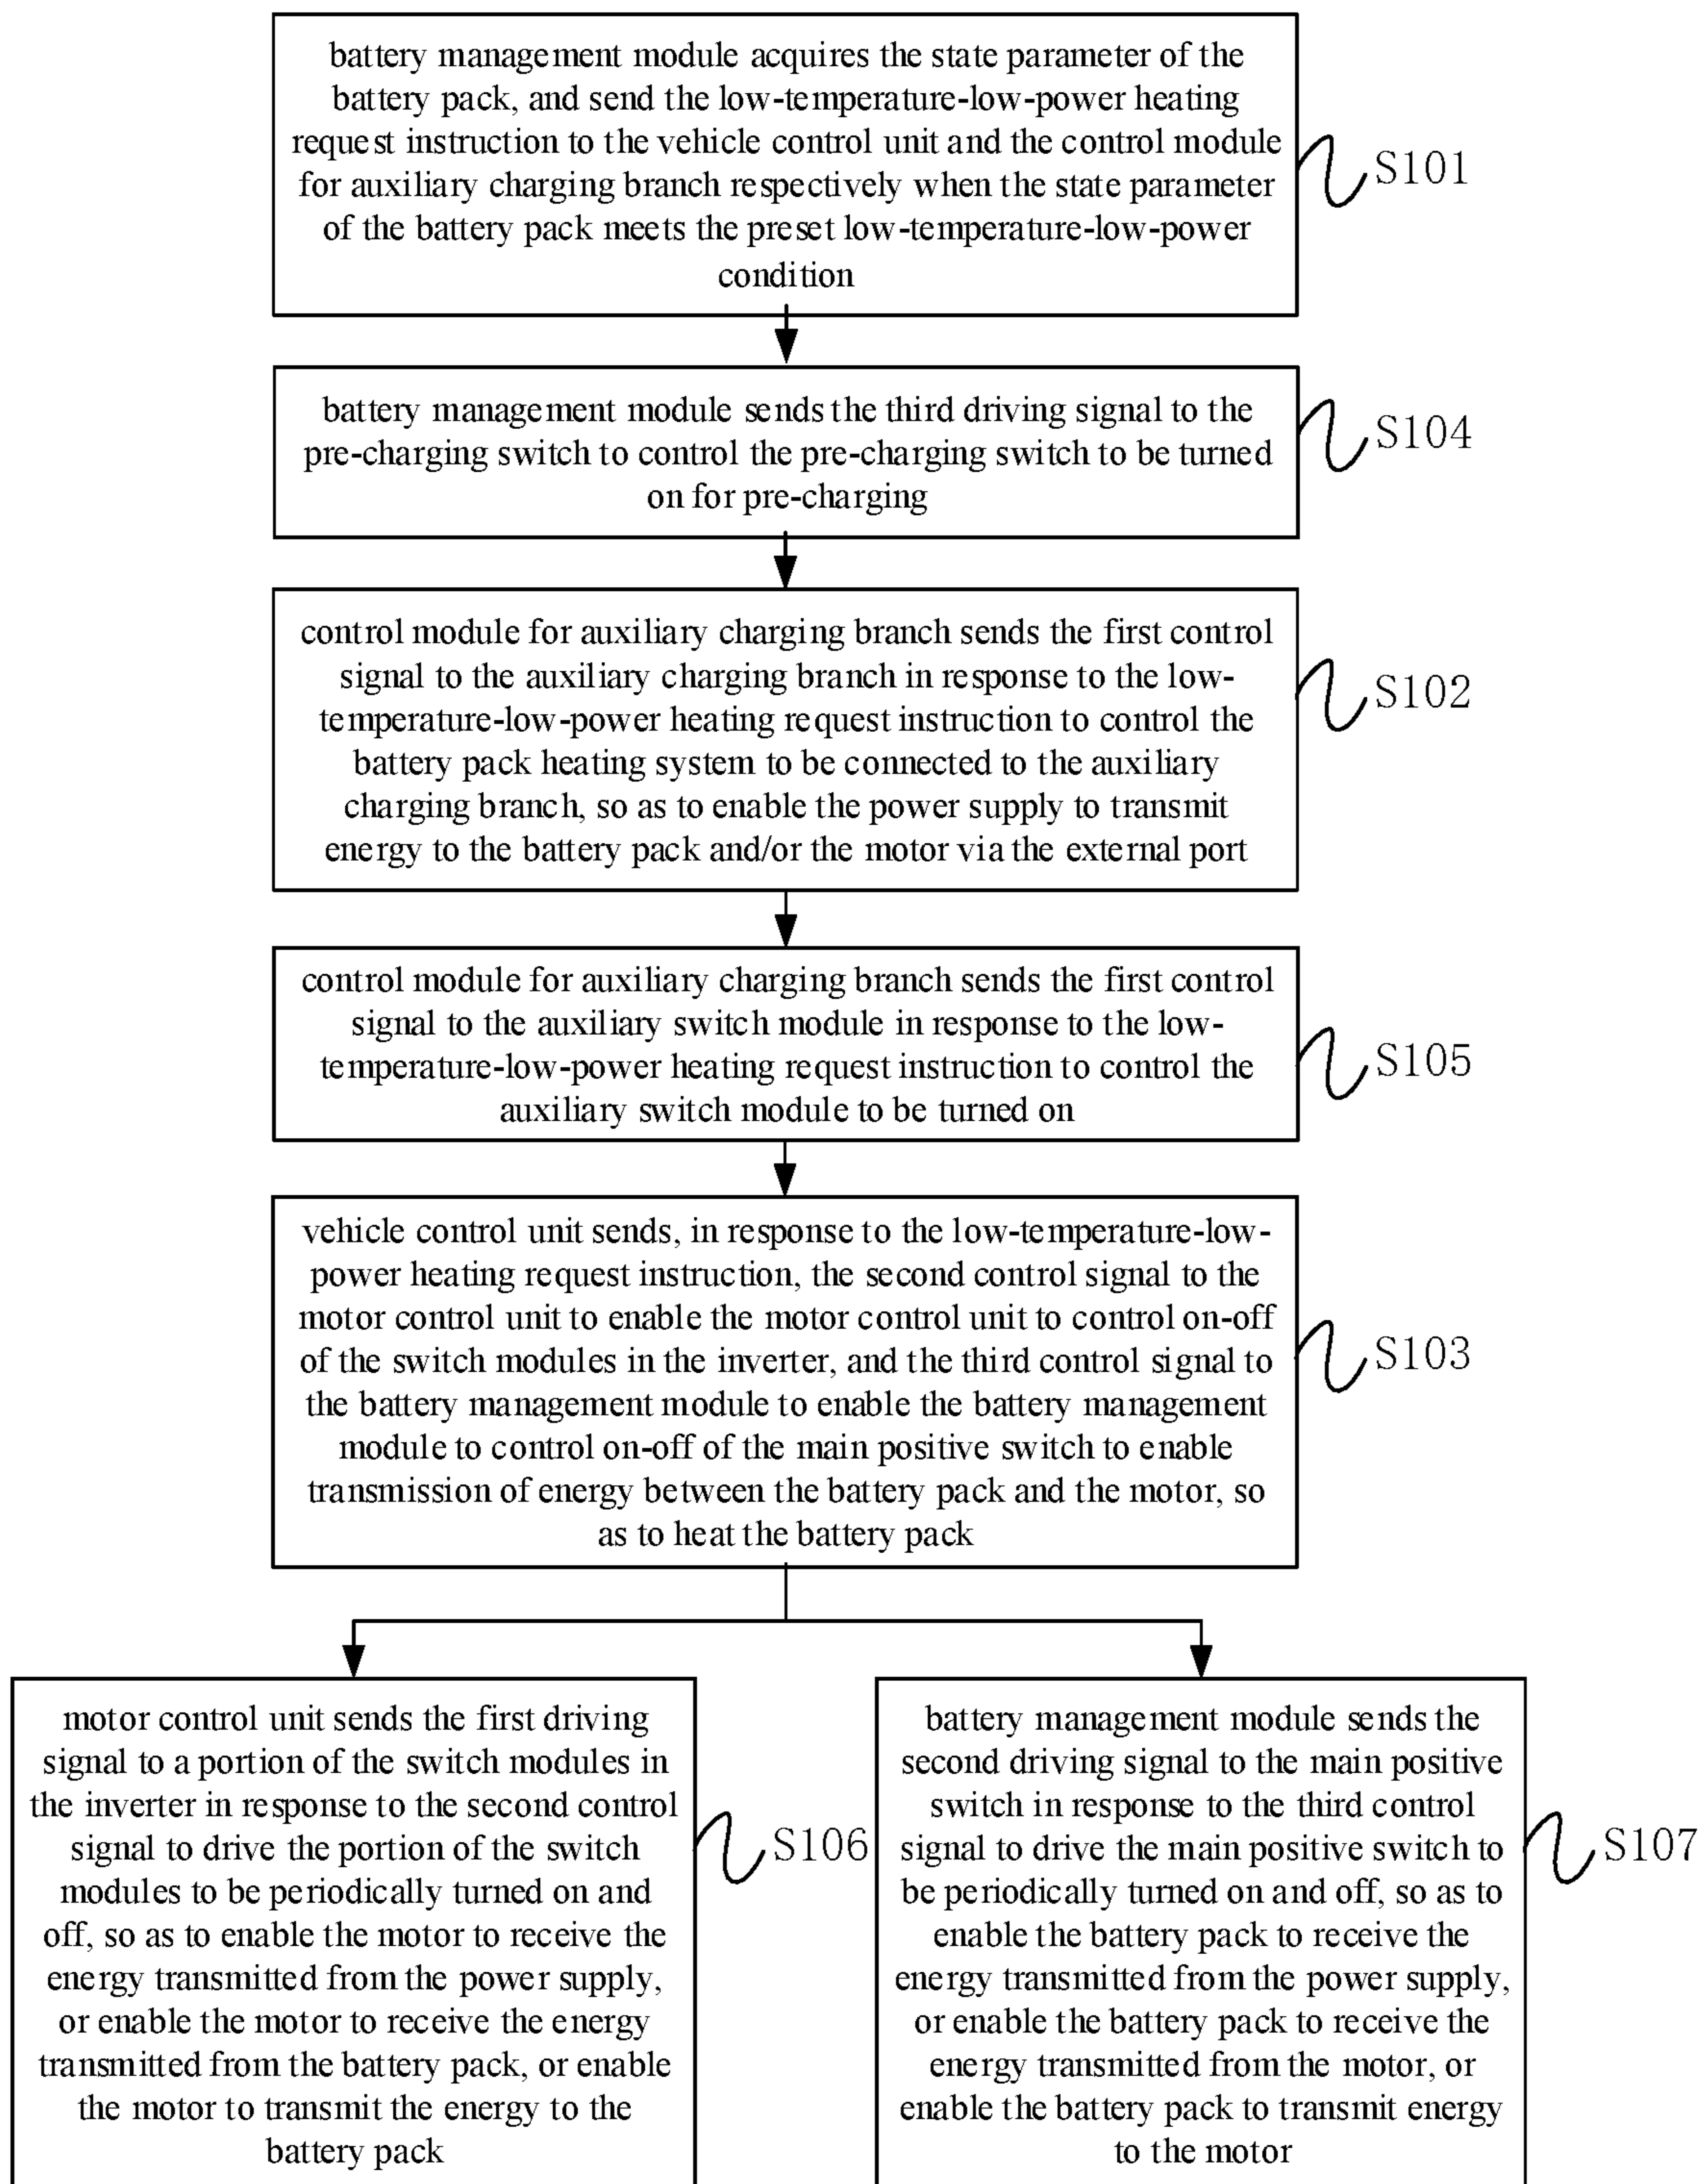 battery management module acquires the state parameter of the
battery pack, and send the low-temperature-low-power heating
request instruction to the vehicle control unit and the control module
for auxiliary charging branch respectively when the state parameter
of the battery pack meets the preset low-temperature-low-power
condition
S101
battery management module sends the third driving signal to the
pre-charging switch to control the pre-charging switch to be turned
on for pre-charging
S104
control module for auxiliary charging branch sends the first control
signal to the auxiliary charging branch in response to the low-
temperature-low-power heating request instruction to control the
battery pack heating system to be connected to the auxiliary
charging branch, so as to enable the power supply to transmit
energy to the battery pack and/or the motor via the external port
S102
control module for auxiliary charging branch sends the first control
signal to the auxiliary switch module in response to the low-
temperature-low-power heating request instruction to control the
auxiliary switch module to be turned on
S105
vehicle control unit sends, in response to the low-temperature-low-
power heating request instruction, the second control signal to the
motor control unit to enable the motor control unit to control on-off
of the switch modules in the inverter, and the third control signal to
the battery management module to enable the battery management
module to control on-off of the main positive switch to enable
transmission of energy between the battery pack and the motor, so
as to heat the battery pack
S103
motor control unit sends the first driving
signal to a portion of the switch modules in
the inverter in response to the second control
signal to drive the portion of the switch
modules to be periodically turned on and
off, so as to enable the motor to receive the
energy transmitted from the power supply,
or enable the motor to receive the energy
transmitted from the battery pack, or enable
the motor to transmit the energy to the
battery pack
S106
battery management module sends the
second driving signal to the main positive
switch in response to the third control
signal to drive the main positive switch to
be periodically turned on and off, so as to
enable the battery pack to receive the
energy transmitted from the power supply,
or enable the battery pack to receive the
energy transmitted from the motor, or
enable the battery pack to transmit energy
to the motor
S107